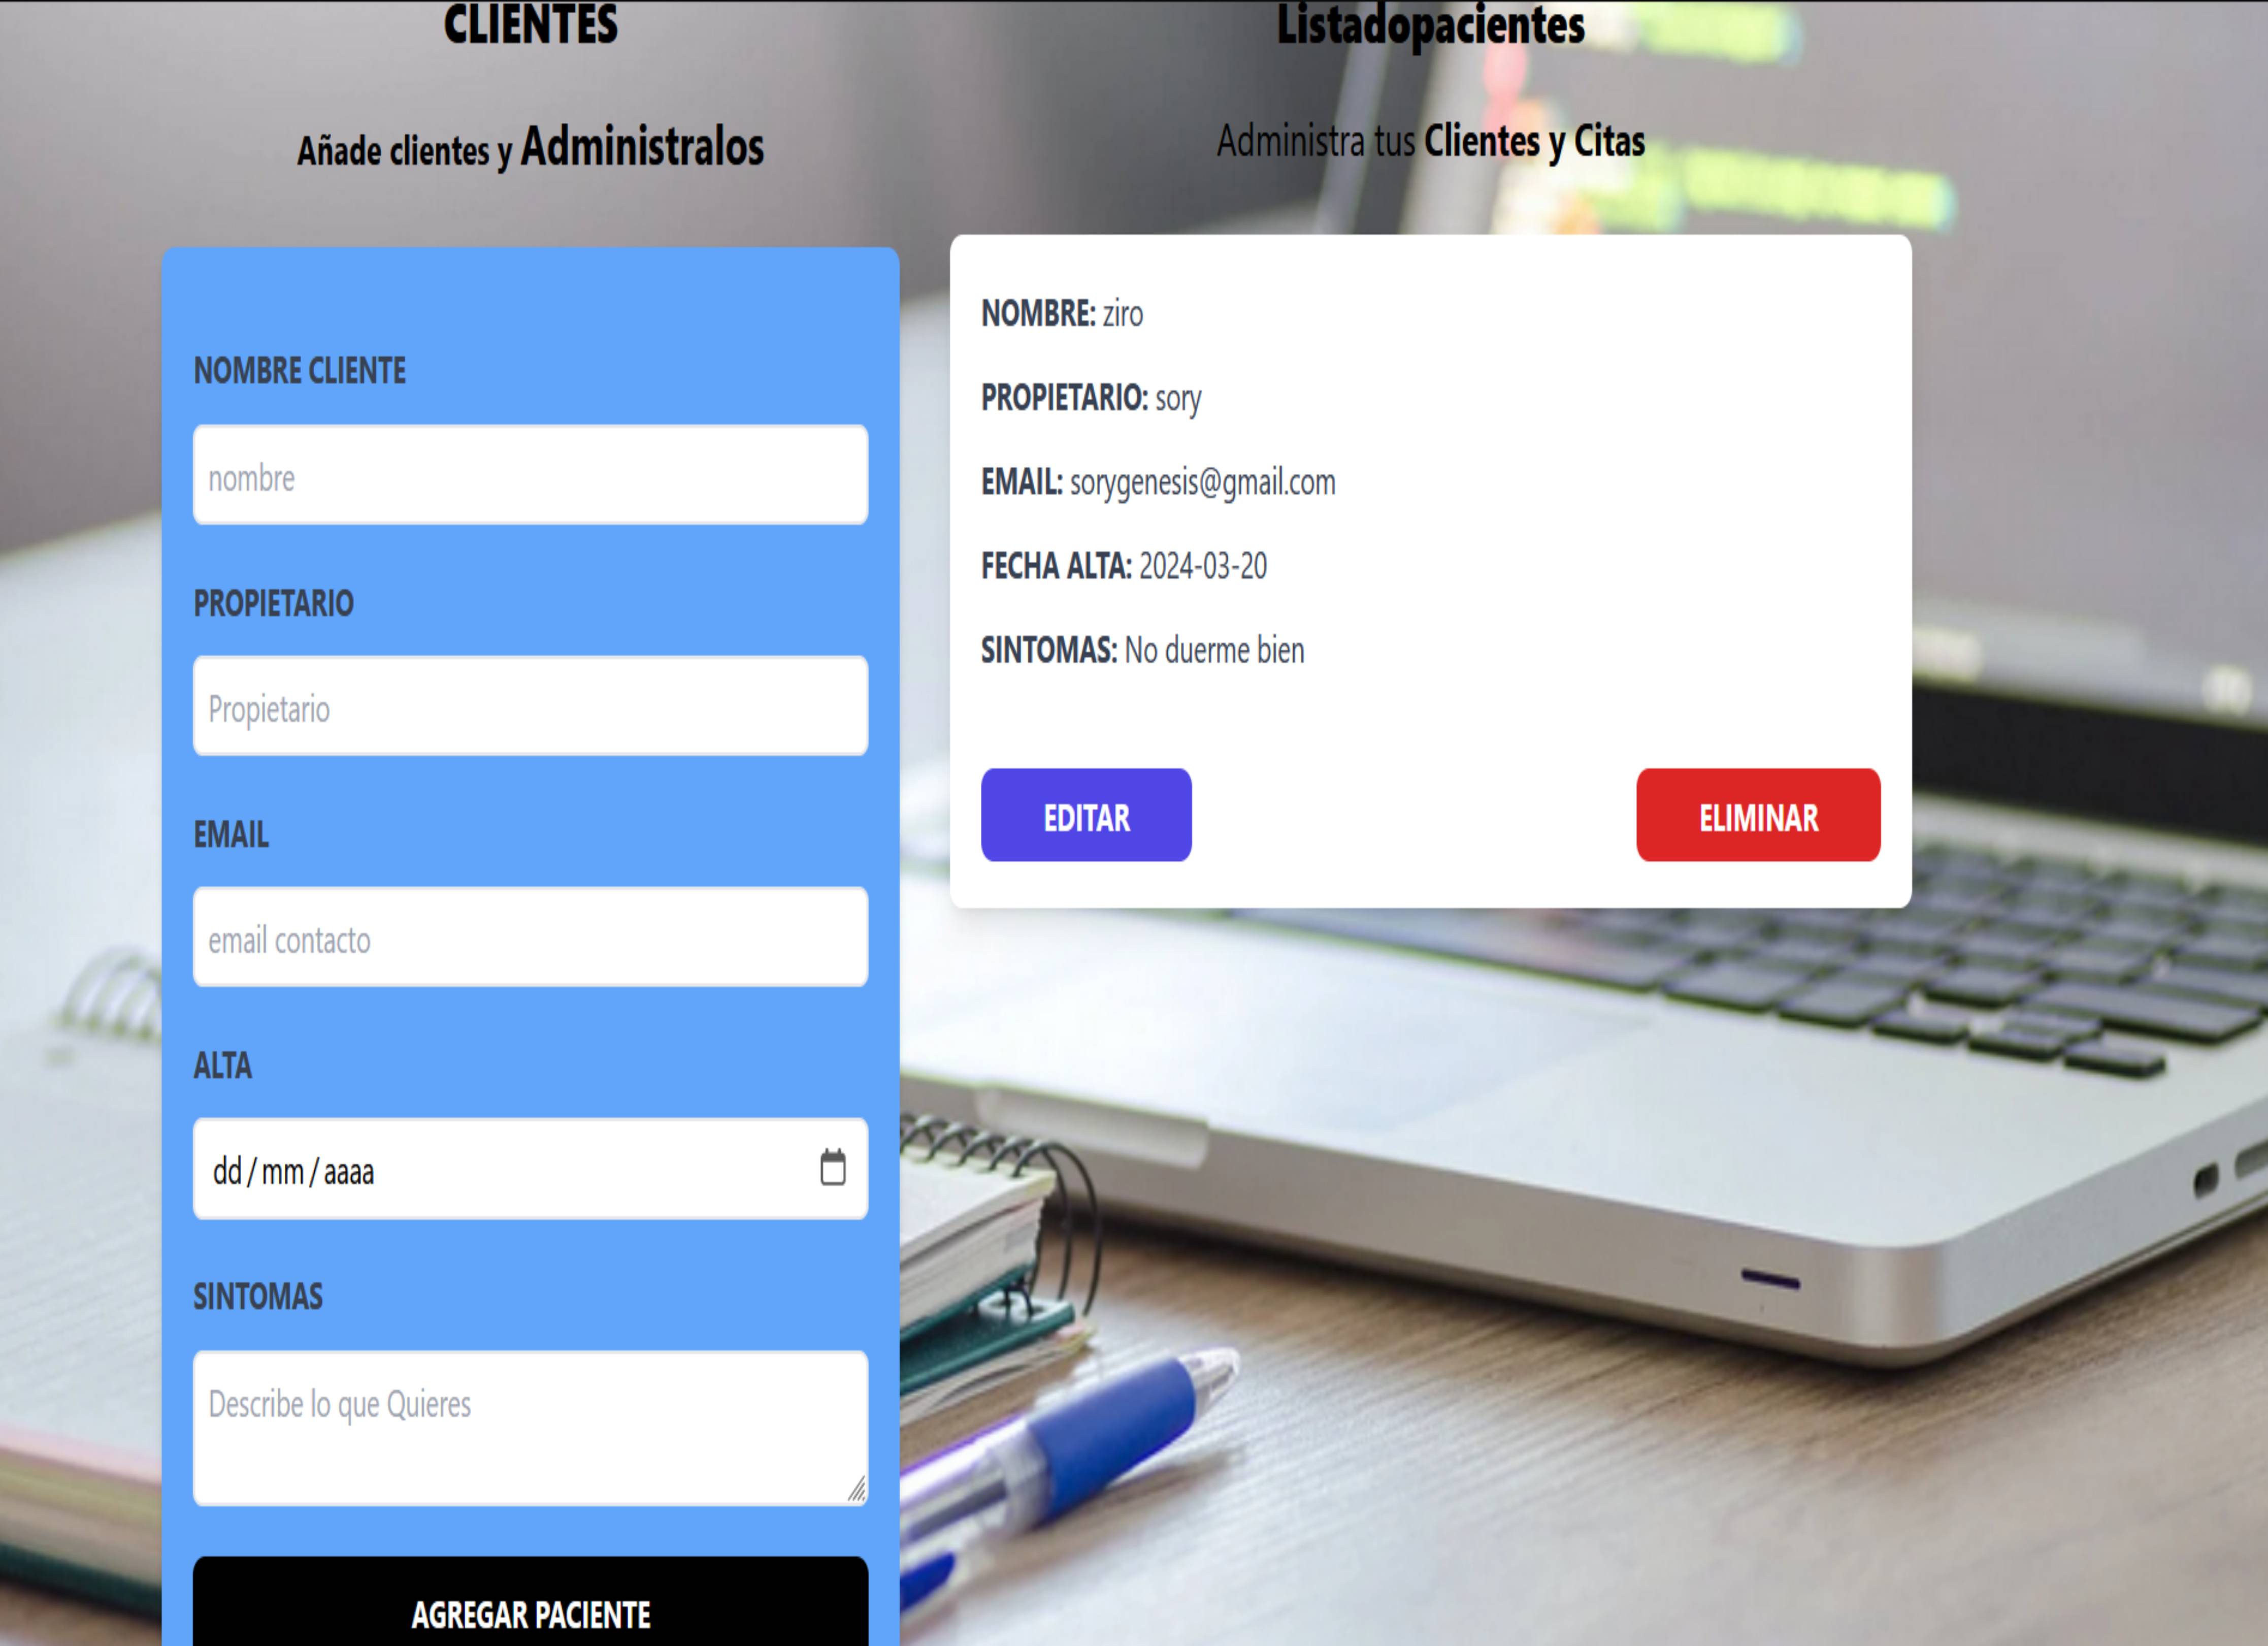 CLIENTES
Añade clientes y Administralos
NOMBRE CLIENTE
nombre
PROPIETARIO
Propietario
EMAIL
email contacto
ALTA
dd/mm/aaaa
SINTOMAS
Describe lo que Quieres
AGREGAR PACIENTE
Listadopacientes
Administra tus Clientes y Citas
NOMBRE: ziro
PROPIETARIO: sory
EMAIL: sorygenesis@gmail.com
FECHA ALTA: 2024-03-20
SINTOMAS: No duerme bien
EDITAR
ELIMINAR